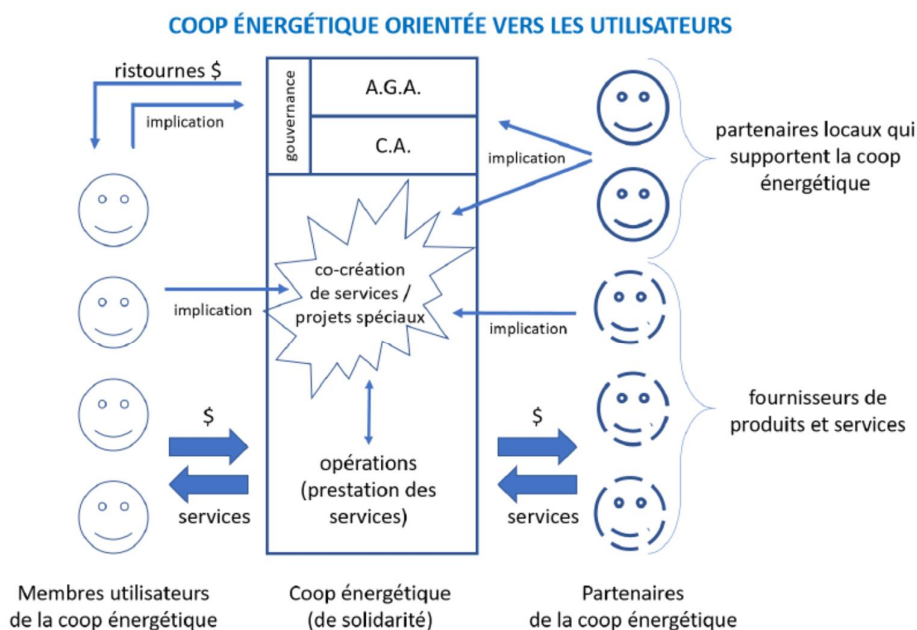 COOP ÉNERGÉTIQUE ORIENTÉE VERS LES UTILISATEURS
ristournes $
implication
gouvernance
A.G.A.
C.A.
implication
partenaires locaux qui
supportent la coop
énergétique
co-création
de services /
projets spéciaux
implication
implication
fournisseurs de
produits et services
$
services
opérations
(prestation des
services)
$
services
Membres utilisateurs
de la coop énergétique
Coop énergétique
(de solidarité)
Partenaires
de la coop énergétique